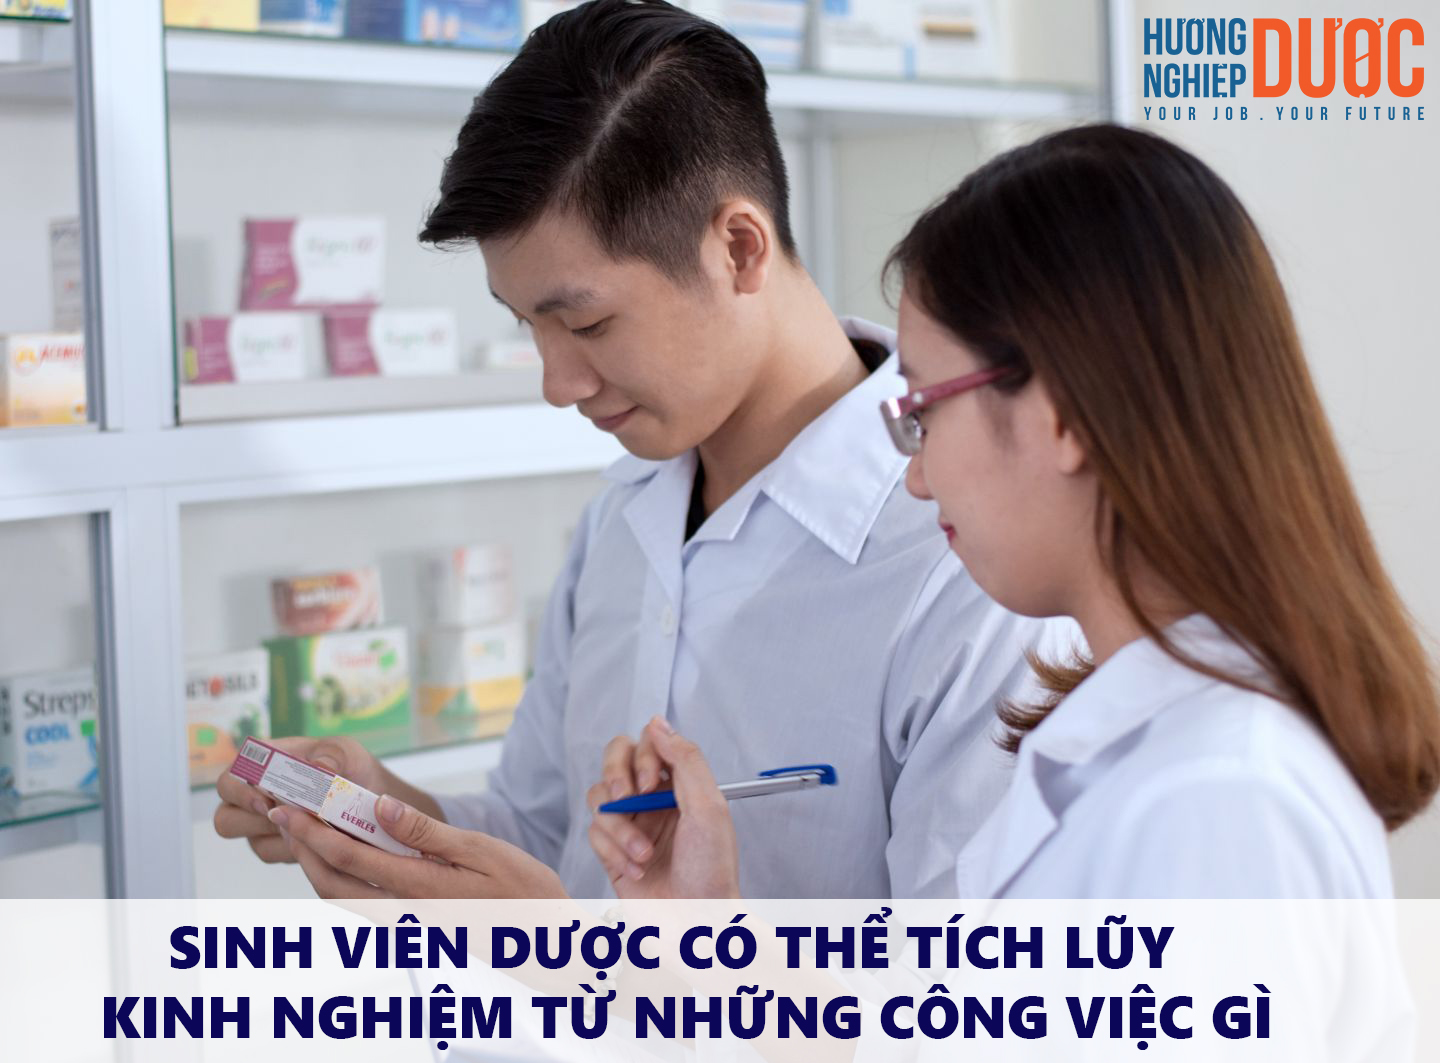 HƯỚNG
NGHIỆP
DƯỢC
YOUR JOB . YOUR FUTURE
Strep
COOL
EVERLES
SINH VIÊN DƯỢC CÓ THỂ TÍCH LŨY
KINH NGHIỆM TỪ NHỮNG CÔNG VIỆC GÌ